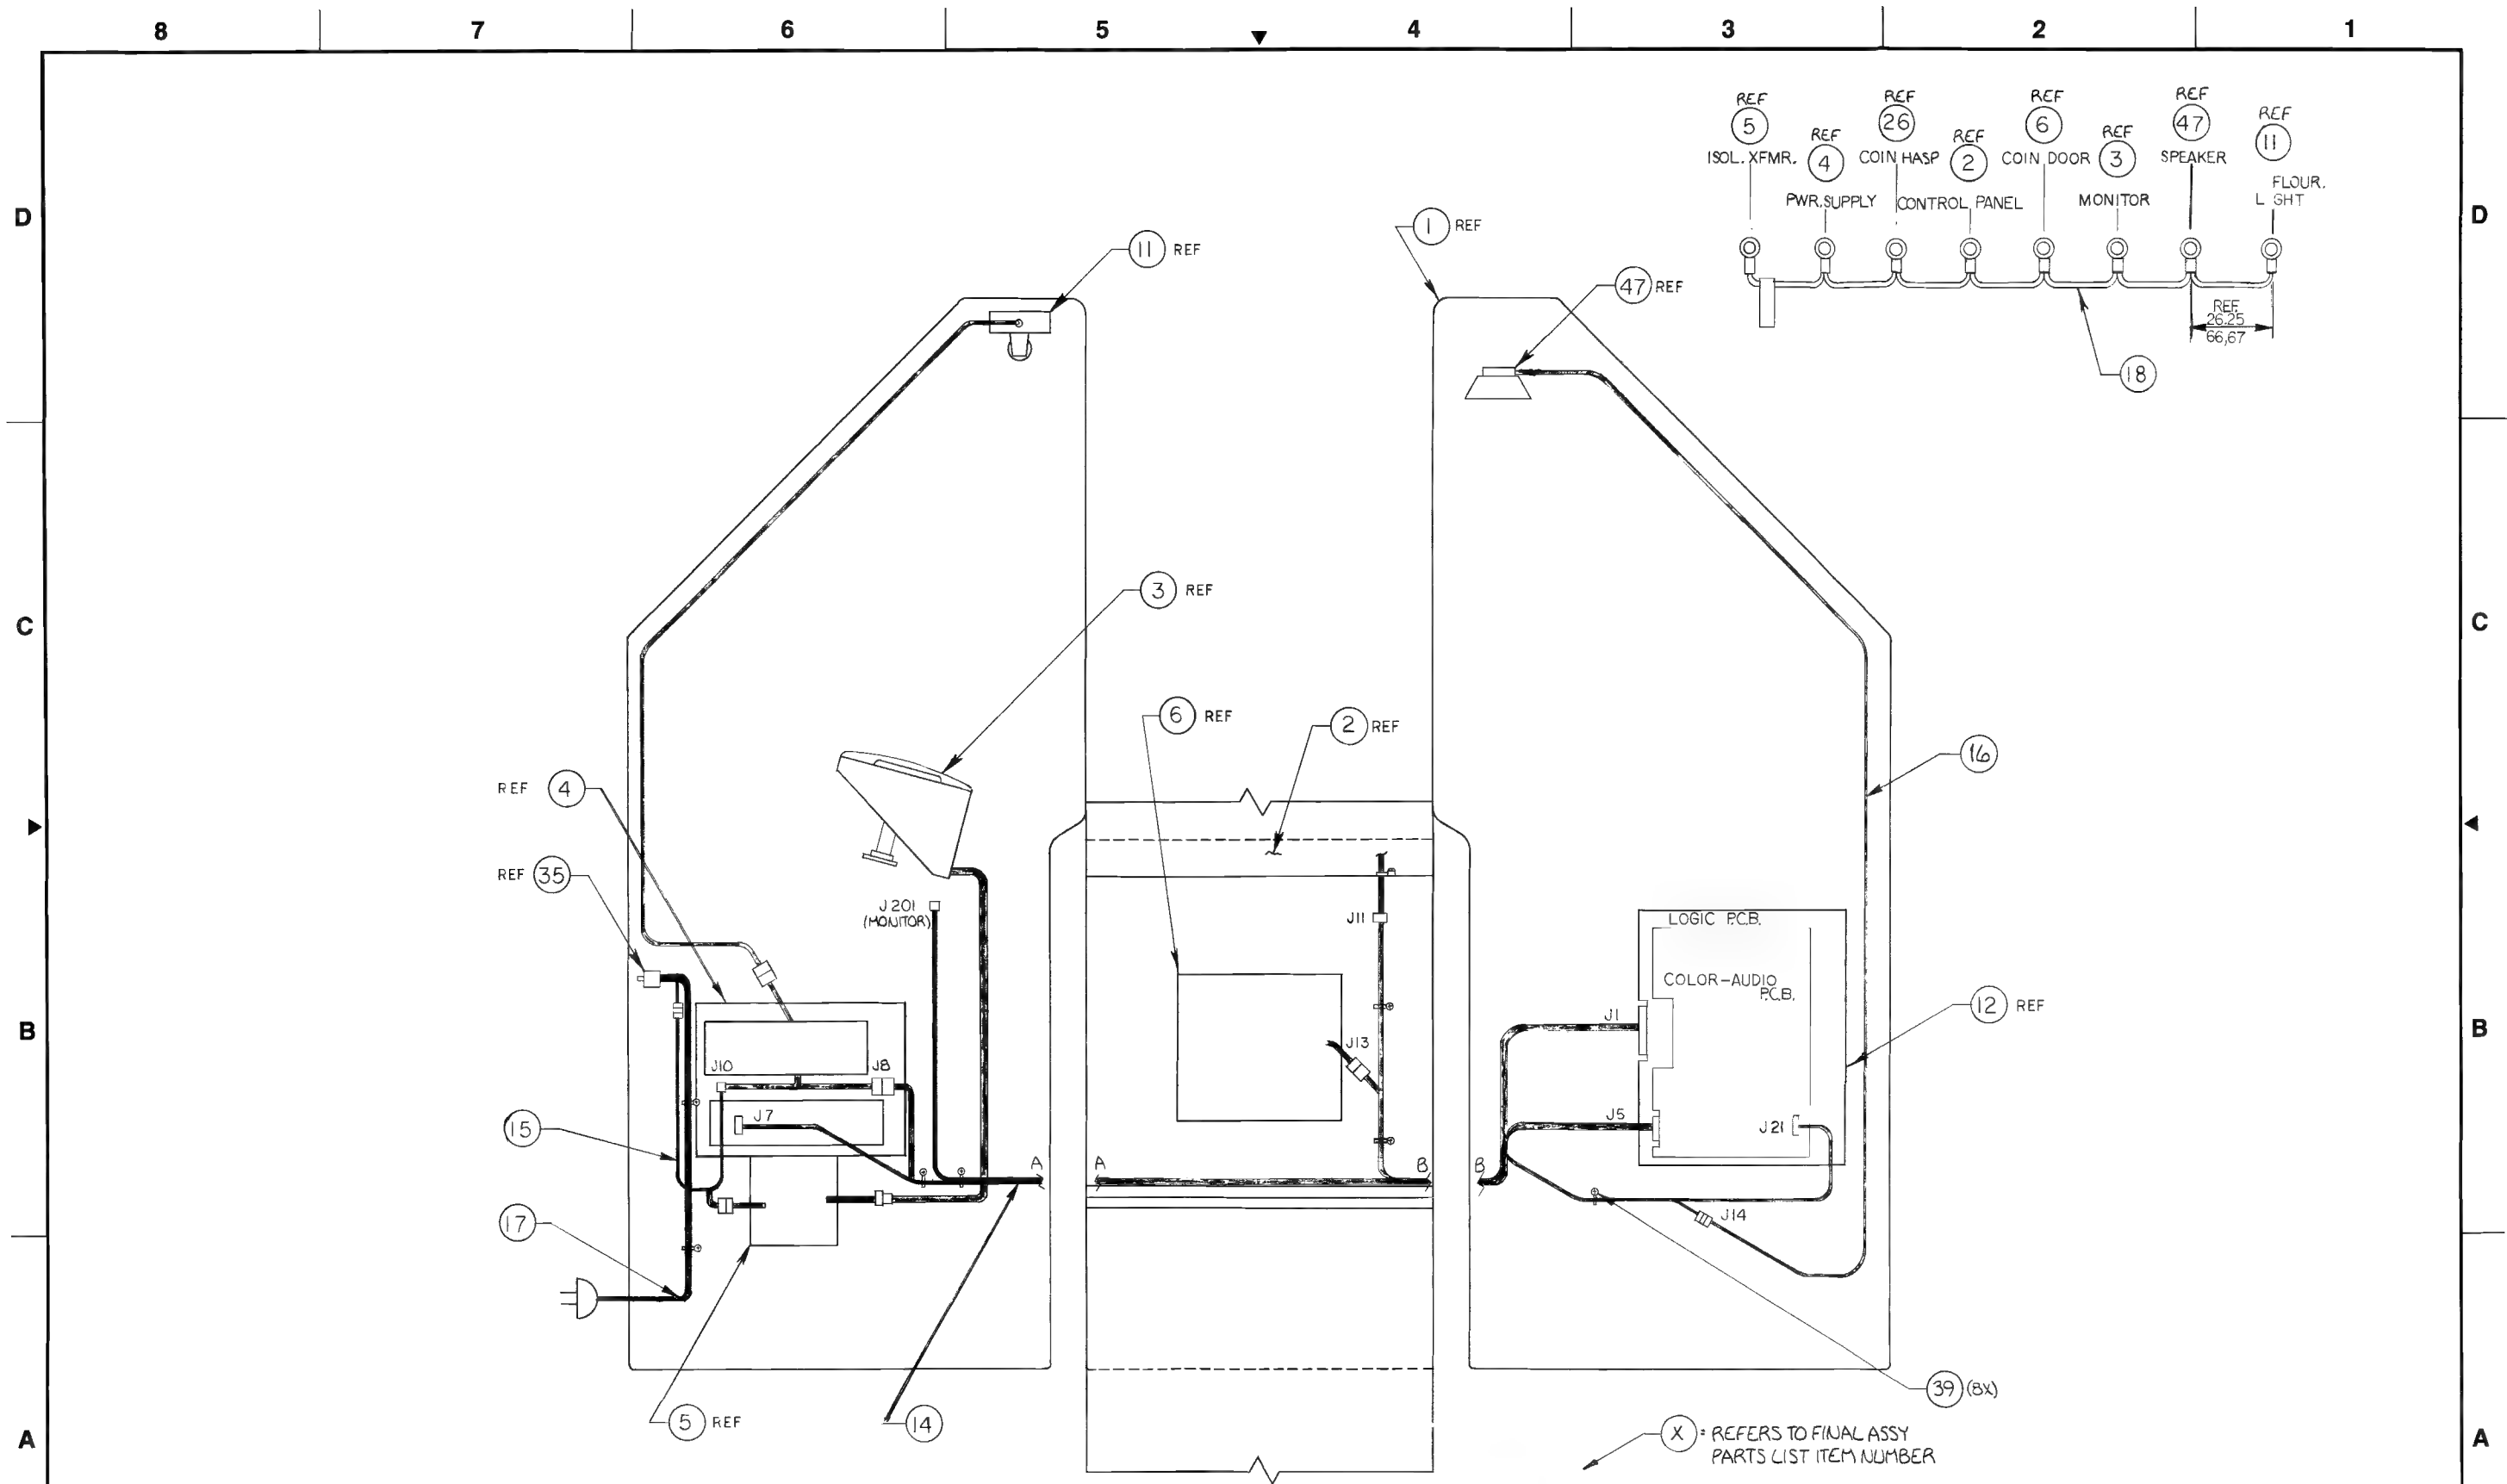 8 7 6 5 4 3 2 1
D
D
C
C
B
B
A
A
REF
5
ISOL. XFMR.
REF
4
PWR. SUPPLY
REF
26
COIN HASP
REF
2
CONTROL PANEL
REF
6
COIN DOOR
REF
3
MONITOR
REF
47
SPEAKER
REF
11
FLOUR.
L GHT
REF.
26.25
66,67
18
11 REF
1 REF
47 REF
3 REF
6 REF
2 REF
16
REF 4
REF 35
J201
(MONITOR)
J11
LOGIC P.C.B.
COLOR-AUDIO
P.C.B.
12 REF
J1
J13
J10
J8
J7
J5
J21
15
A
A
B
B
17
J14
5 REF
14
39 (8X)
X = REFERS TO FINAL ASSY
PARTS LIST ITEM NUMBER